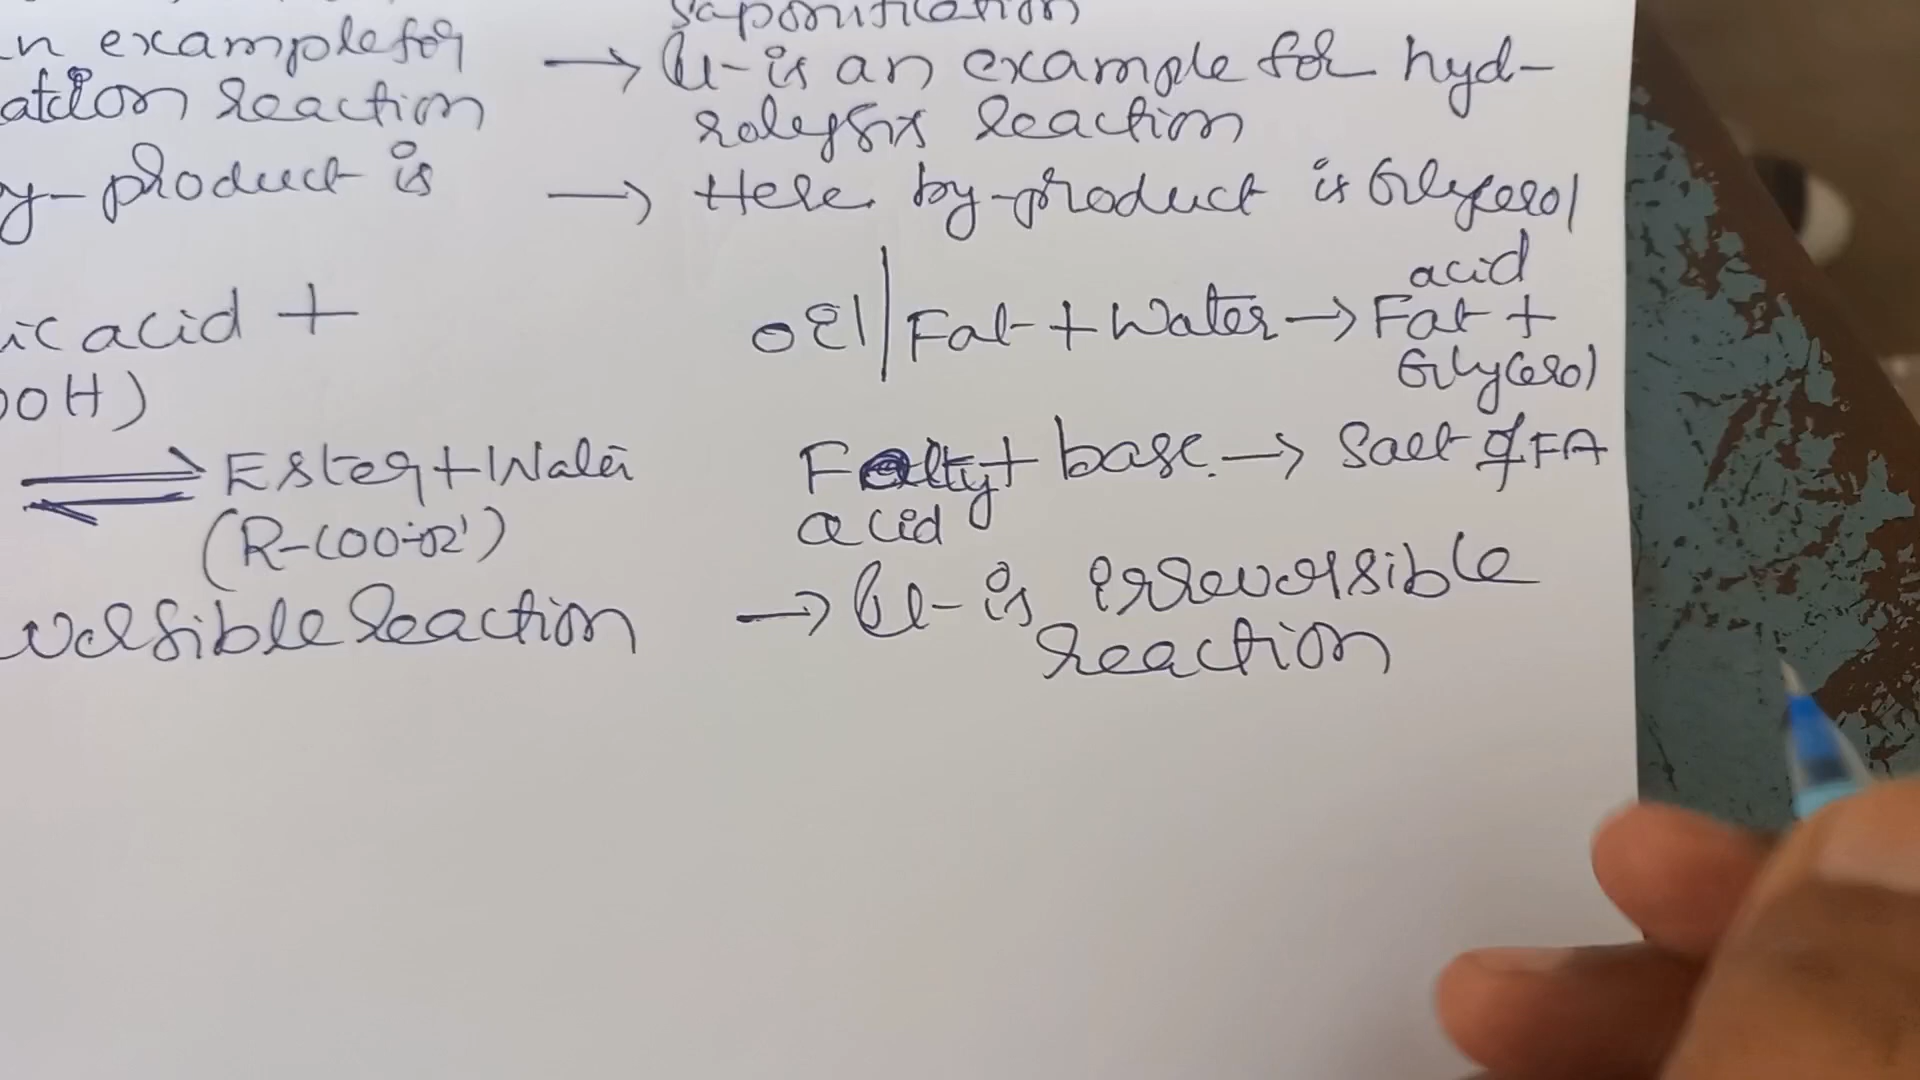 saponification
n example for
→ It is an example for hyd-
ation reaction
rolysis reaction
y-product is
→ Here by-product is Glycerol
ic acid +
OOH)
⇌ Ester + Water
(R-COO-R')
versible reaction
acid
oil/Fat + Water → Fat +
Glycerol
Fatty + base. → Salt of FA
acid
→ It is irreversible
reaction